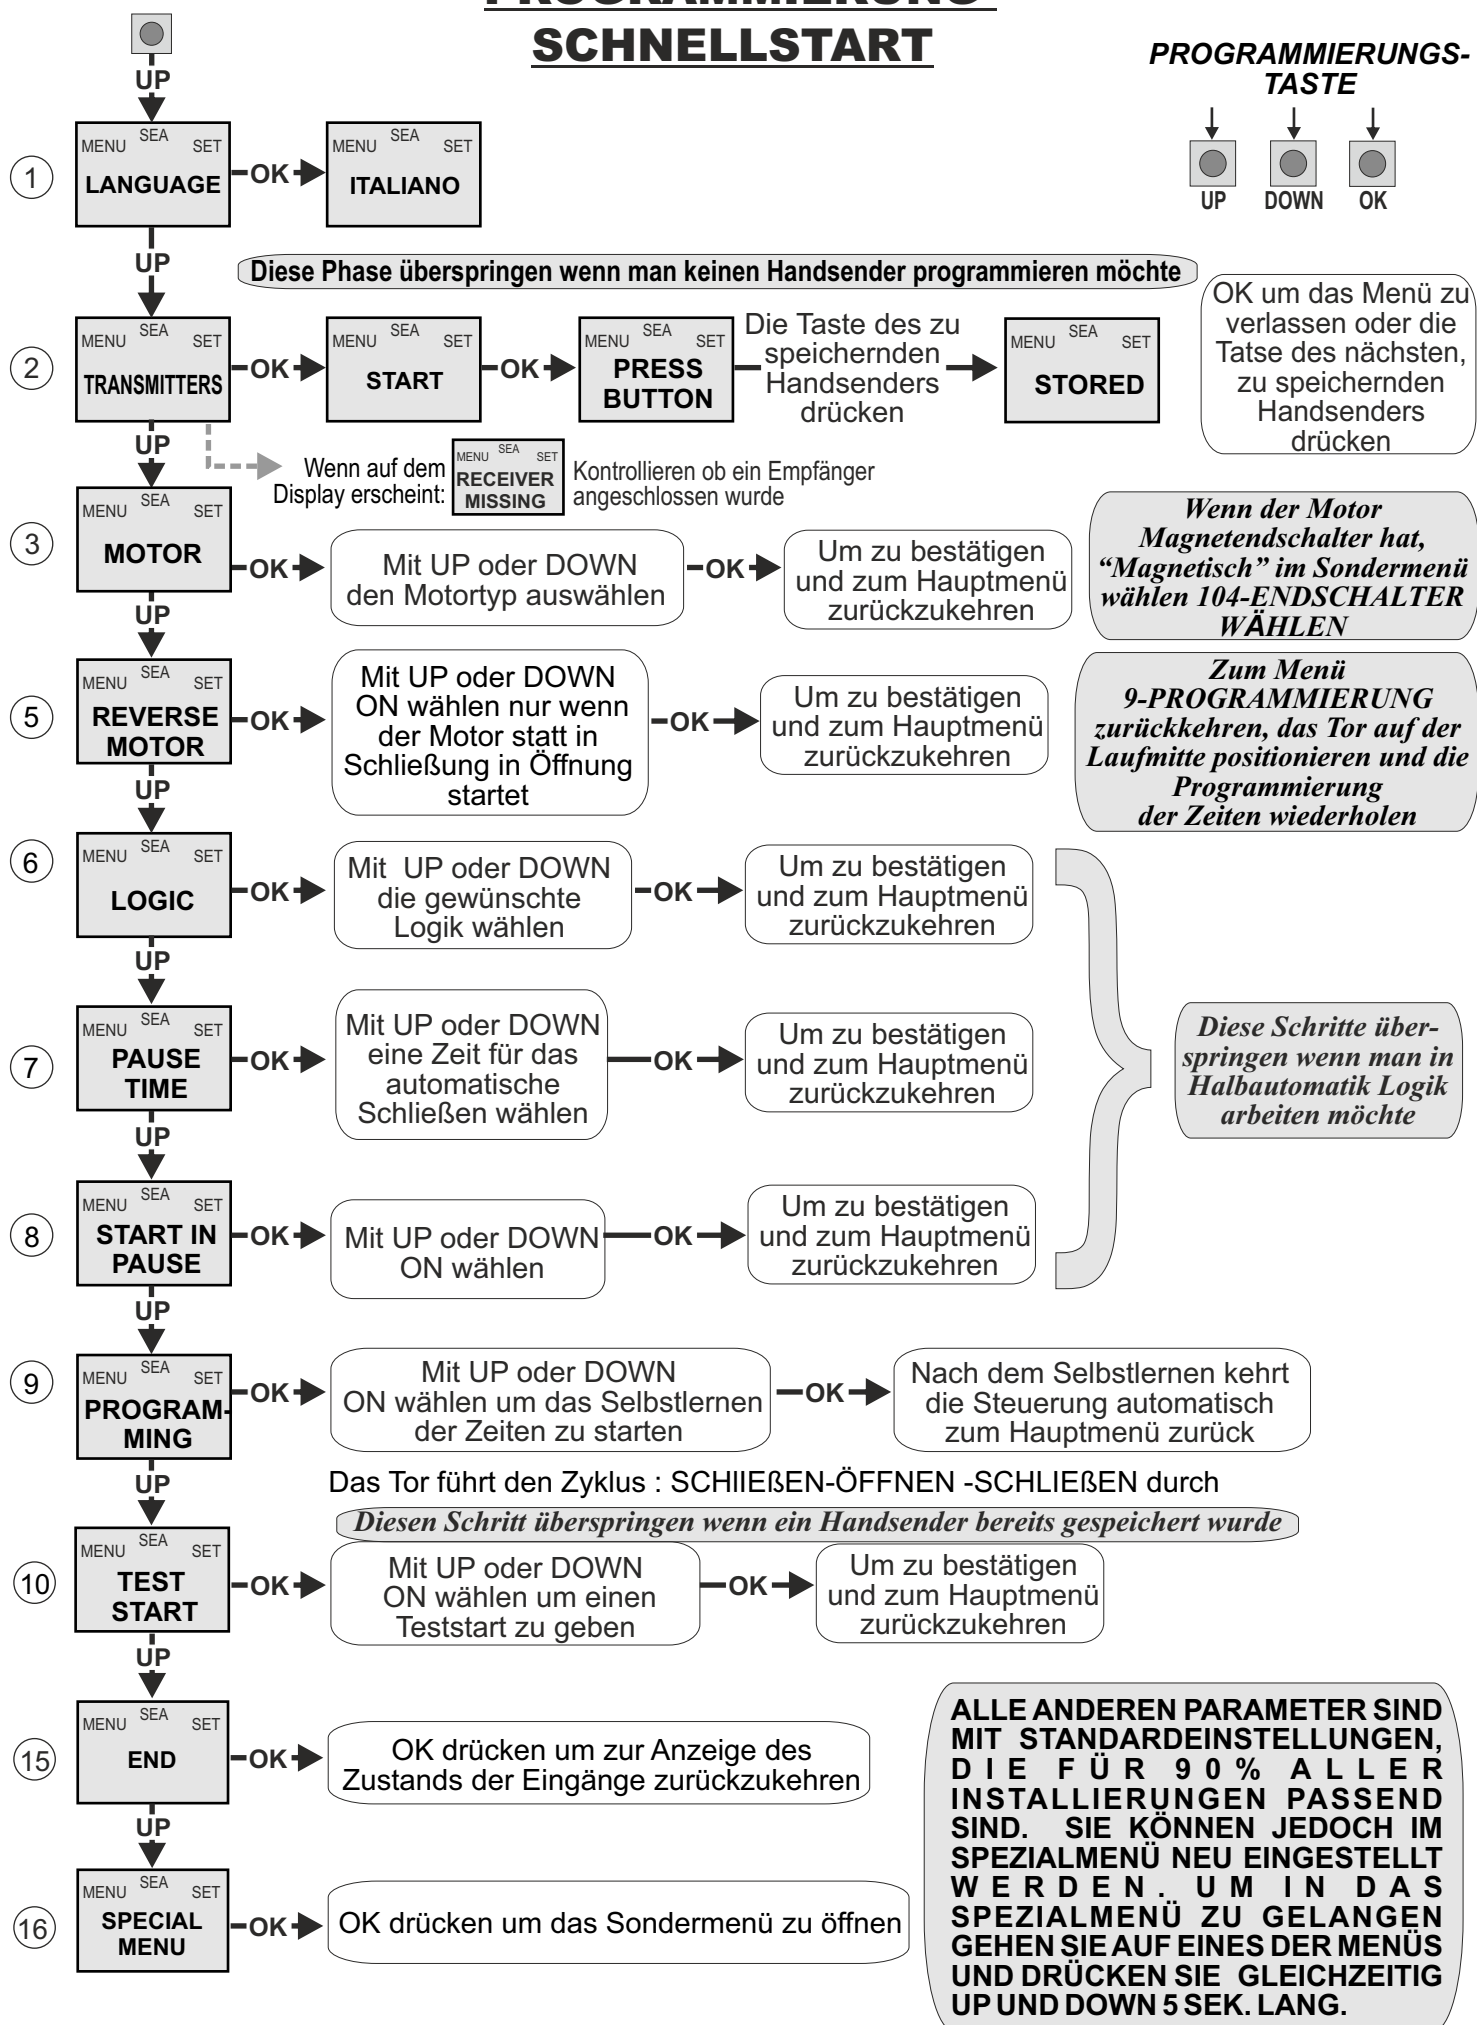 PROGRAMMIERUNG
SCHNELLSTART
PROGRAMMIERUNGS-
TASTE
UP
DOWN
OK
UP
1
MENU SEA SET
LANGUAGE
OK
MENU SEA SET
ITALIANO
UP
Diese Phase überspringen wenn man keinen Handsender programmieren möchte
2
MENU SEA SET
TRANSMITTERS
OK
MENU SEA SET
START
OK
MENU SEA SET
PRESS
BUTTON
Die Taste des zu
speichernden
Handsenders
drücken
MENU SEA SET
STORED
OK um das Menü zu
verlassen oder die
Tatse des nächsten,
zu speichernden
Handsenders
drücken
UP
Wenn auf dem
Display erscheint:
MENU SEA SET
RECEIVER
MISSING
Kontrollieren ob ein Empfänger
angeschlossen wurde
3
MENU SEA SET
MOTOR
OK
Mit UP oder DOWN
den Motortyp auswählen
OK
Um zu bestätigen
und zum Hauptmenü
zurückzukehren
Wenn der Motor
Magnetendschalter hat,
“Magnetisch” im Sondermenü
wählen 104-ENDSCHALTER
WÄHLEN
UP
5
MENU SEA SET
REVERSE
MOTOR
OK
Mit UP oder DOWN
ON wählen nur wenn
der Motor statt in
Schließung in Öffnung
startet
OK
Um zu bestätigen
und zum Hauptmenü
zurückzukehren
Zum Menü
9-PROGRAMMIERUNG
zurückkehren, das Tor auf der
Laufmitte positionieren und die
Programmierung
der Zeiten wiederholen
UP
6
MENU SEA SET
LOGIC
OK
Mit UP oder DOWN
die gewünschte
Logik wählen
OK
Um zu bestätigen
und zum Hauptmenü
zurückzukehren
UP
7
MENU SEA SET
PAUSE
TIME
OK
Mit UP oder DOWN
eine Zeit für das
automatische
Schließen wählen
OK
Um zu bestätigen
und zum Hauptmenü
zurückzukehren
Diese Schritte über-
springen wenn man in
Halbautomatik Logik
arbeiten möchte
UP
8
MENU SEA SET
START IN
PAUSE
OK
Mit UP oder DOWN
ON wählen
OK
Um zu bestätigen
und zum Hauptmenü
zurückzukehren
UP
9
MENU SEA SET
PROGRAM-
MING
OK
Mit UP oder DOWN
ON wählen um das Selbstlernen
der Zeiten zu starten
OK
Nach dem Selbstlernen kehrt
die Steuerung automatisch
zum Hauptmenü zurück
UP
Das Tor führt den Zyklus : SCHIIEßEN-ÖFFNEN -SCHLIEßEN durch
Diesen Schritt überspringen wenn ein Handsender bereits gespeichert wurde
10
MENU SEA SET
TEST
START
OK
Mit UP oder DOWN
ON wählen um einen
Teststart zu geben
OK
Um zu bestätigen
und zum Hauptmenü
zurückzukehren
UP
15
MENU SEA SET
END
OK
OK drücken um zur Anzeige des
Zustands der Eingänge zurückzukehren
UP
16
MENU SEA SET
SPECIAL
MENU
OK
OK drücken um das Sondermenü zu öffnen
ALLE ANDEREN PARAMETER SIND
MIT STANDARDEINSTELLUNGEN,
DIE FÜR 90% ALLER
INSTALLIERUNGEN PASSEND
SIND. SIE KÖNNEN JEDOCH IM
SPEZIALMENÜ NEU EINGESTELLT
WERDEN. UM IN DAS
SPEZIALMENÜ ZU GELANGEN
GEHEN SIE AUF EINES DER MENÜS
UND DRÜCKEN SIE GLEICHZEITIG
UP UND DOWN 5 SEK. LANG.